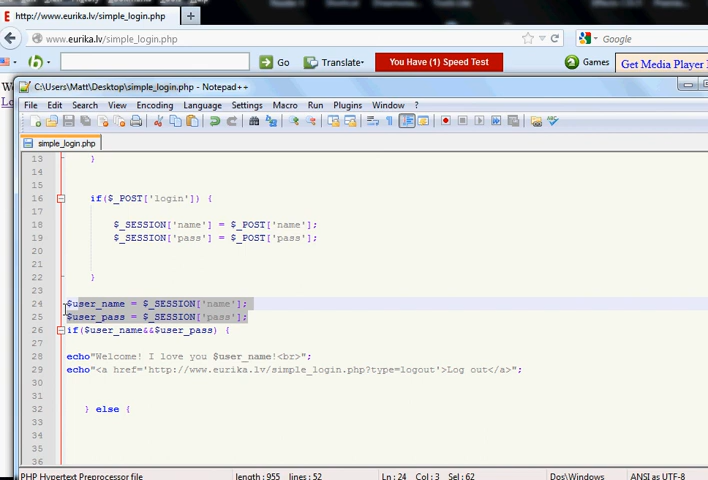 http://www.eurika.lv/simple_login.php
+
www.eurika.lv/simple_login.php
Google
Go
Translate
You Have (1) Speed Test
Games
Get Media Player
C:\Users\Matt\Desktop\simple_login.php - Notepad++
File Edit Search View Encoding Language Settings Macro Run Plugins Window ?
simple_login.php
13 }
14
15
16 if($_POST['login']) {
17
18 $_SESSION['name'] = $_POST['name'];
19 $_SESSION['pass'] = $_POST['pass'];
20
21
22 }
23
24 $user_name = $_SESSION['name'];
25 $user_pass = $_SESSION['pass'];
26 if($user_name&&$user_pass) {
27
28 echo"Welcome! I love you $user_name!<br>";
29 echo"<a href='http://www.eurika.lv/simple_login.php?type=logout'>Log out</a>";
30
31
32 } else {
33
34
35
36
PHP Hypertext Preprocessor file length : 955 lines : 52 Ln : 24 Col : 3 Sel : 62 Dos\Windows ANSI as UTF-8